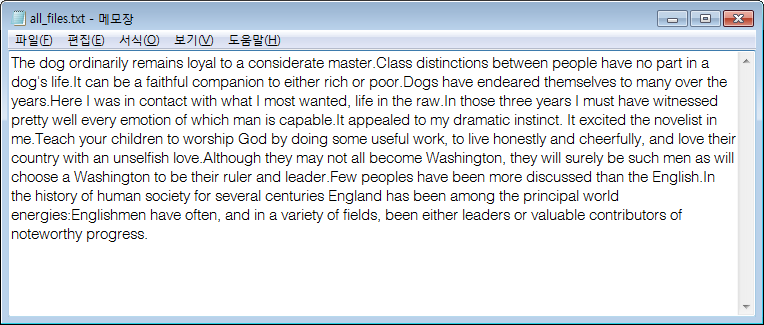 all_files.txt - 메모장
파일(F) 편집(E) 서식(O) 보기(V) 도움말(H)
The dog ordinarily remains loyal to a considerate master.Class distinctions between people have no part in a
dog's life.It can be a faithful companion to either rich or poor.Dogs have endeared themselves to many over the
years.Here I was in contact with what I most wanted, life in the raw.In those three years I must have witnessed
pretty well every emotion of which man is capable.It appealed to my dramatic instinct. It excited the novelist in
me.Teach your children to worship God by doing some useful work, to live honestly and cheerfully, and love their
country with an unselfish love.Although they may not all become Washington, they will surely be such men as will
choose a Washington to be their ruler and leader.Few peoples have been more discussed than the English.In
the history of human society for several centuries England has been among the principal world
energies:Englishmen have often, and in a variety of fields, been either leaders or valuable contributors of
noteworthy progress.